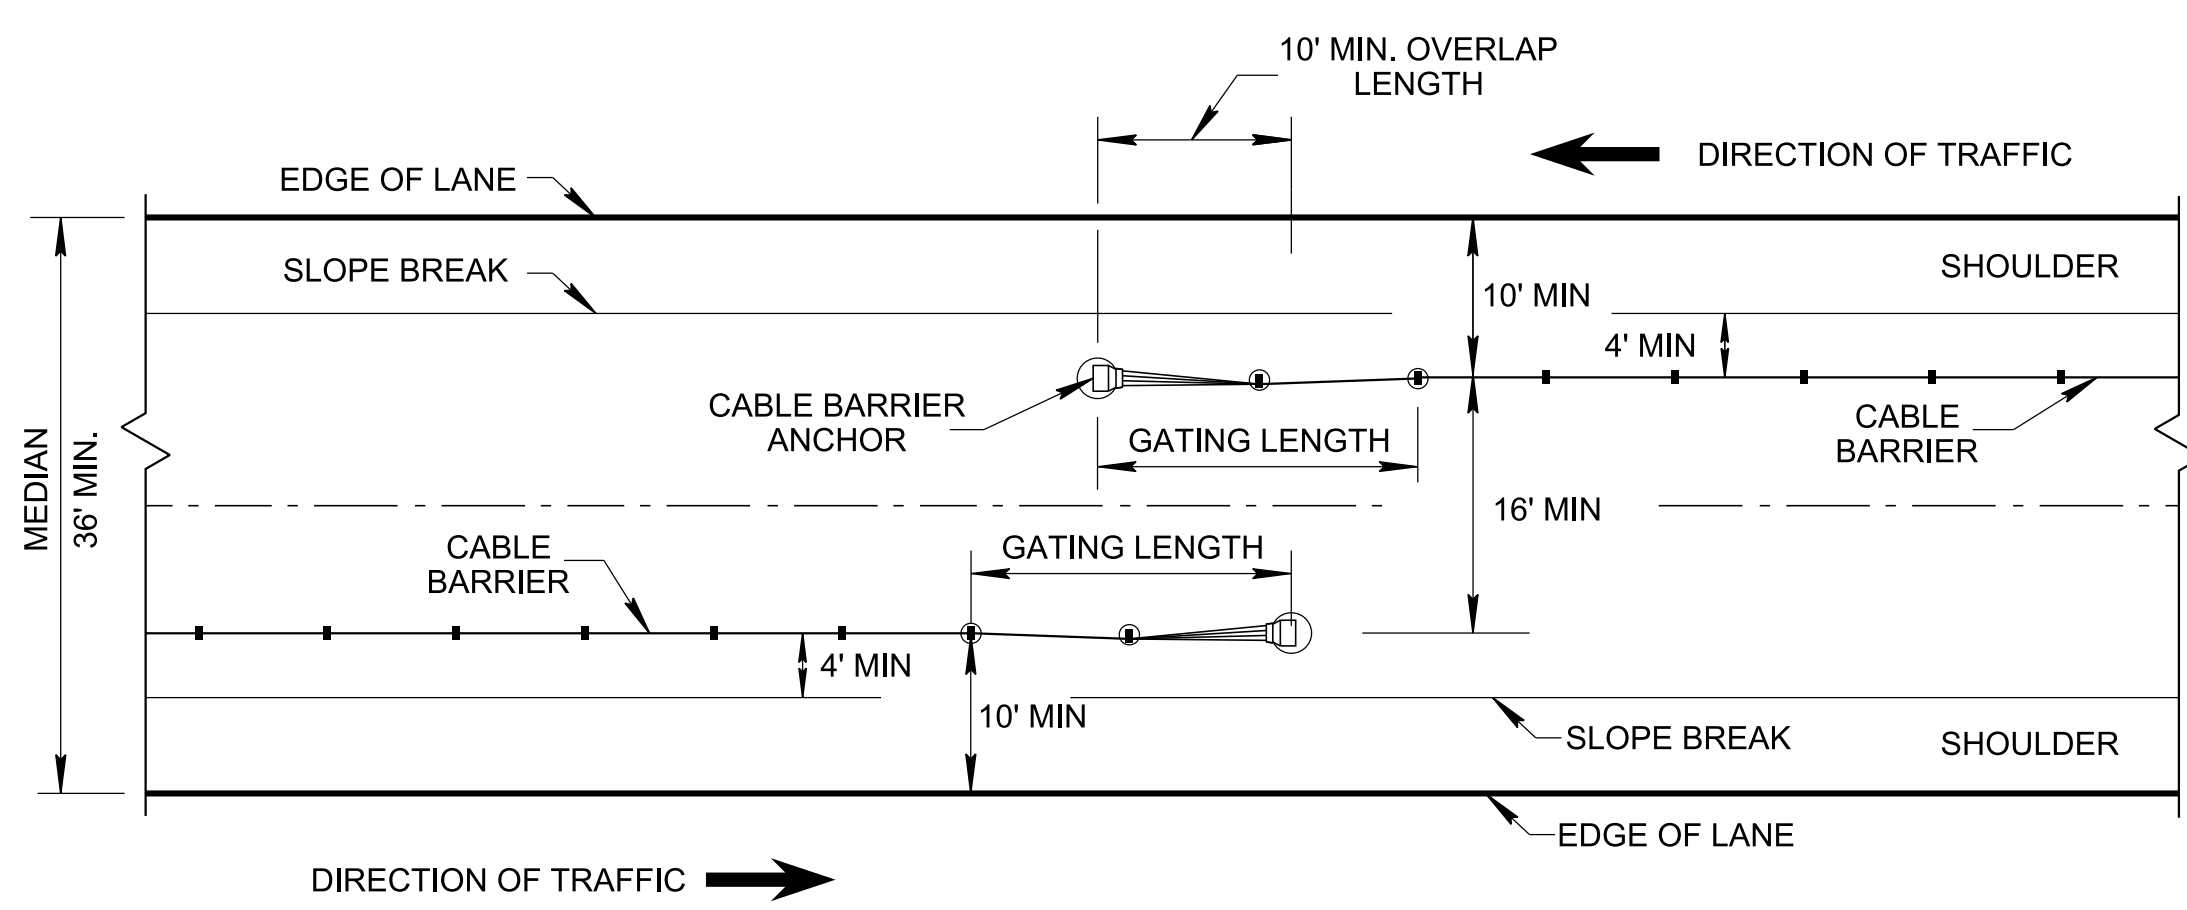 10' MIN. OVERLAP
LENGTH
DIRECTION OF TRAFFIC
EDGE OF LANE
SLOPE BREAK
SHOULDER
10' MIN
4' MIN
CABLE BARRIER
ANCHOR
GATING LENGTH
CABLE
BARRIER
MEDIAN
36' MIN.
16' MIN
CABLE
BARRIER
GATING LENGTH
4' MIN
10' MIN
SLOPE BREAK
SHOULDER
EDGE OF LANE
DIRECTION OF TRAFFIC